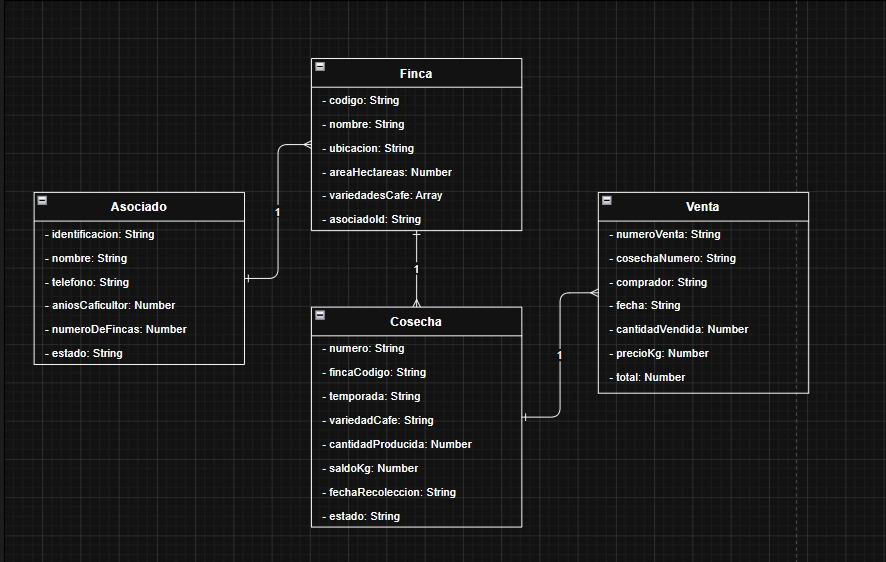 Finca
- codigo: String
- nombre: String
- ubicacion: String
- areaHectareas: Number
- variedadesCafe: Array
- asociadoId: String
1
Asociado
- identificacion: String
- nombre: String
- telefono: String
- aniosCaficultor: Number
- numeroDeFincas: Number
- estado: String
1
Cosecha
- numero: String
- fincaCodigo: String
- temporada: String
- variedadCafe: String
- cantidadProducida: Number
- saldoKg: Number
- fechaRecoleccion: String
- estado: String
1
Venta
- numeroVenta: String
- cosechaNumero: String
- comprador: String
- fecha: String
- cantidadVendida: Number
- precioKg: Number
- total: Number